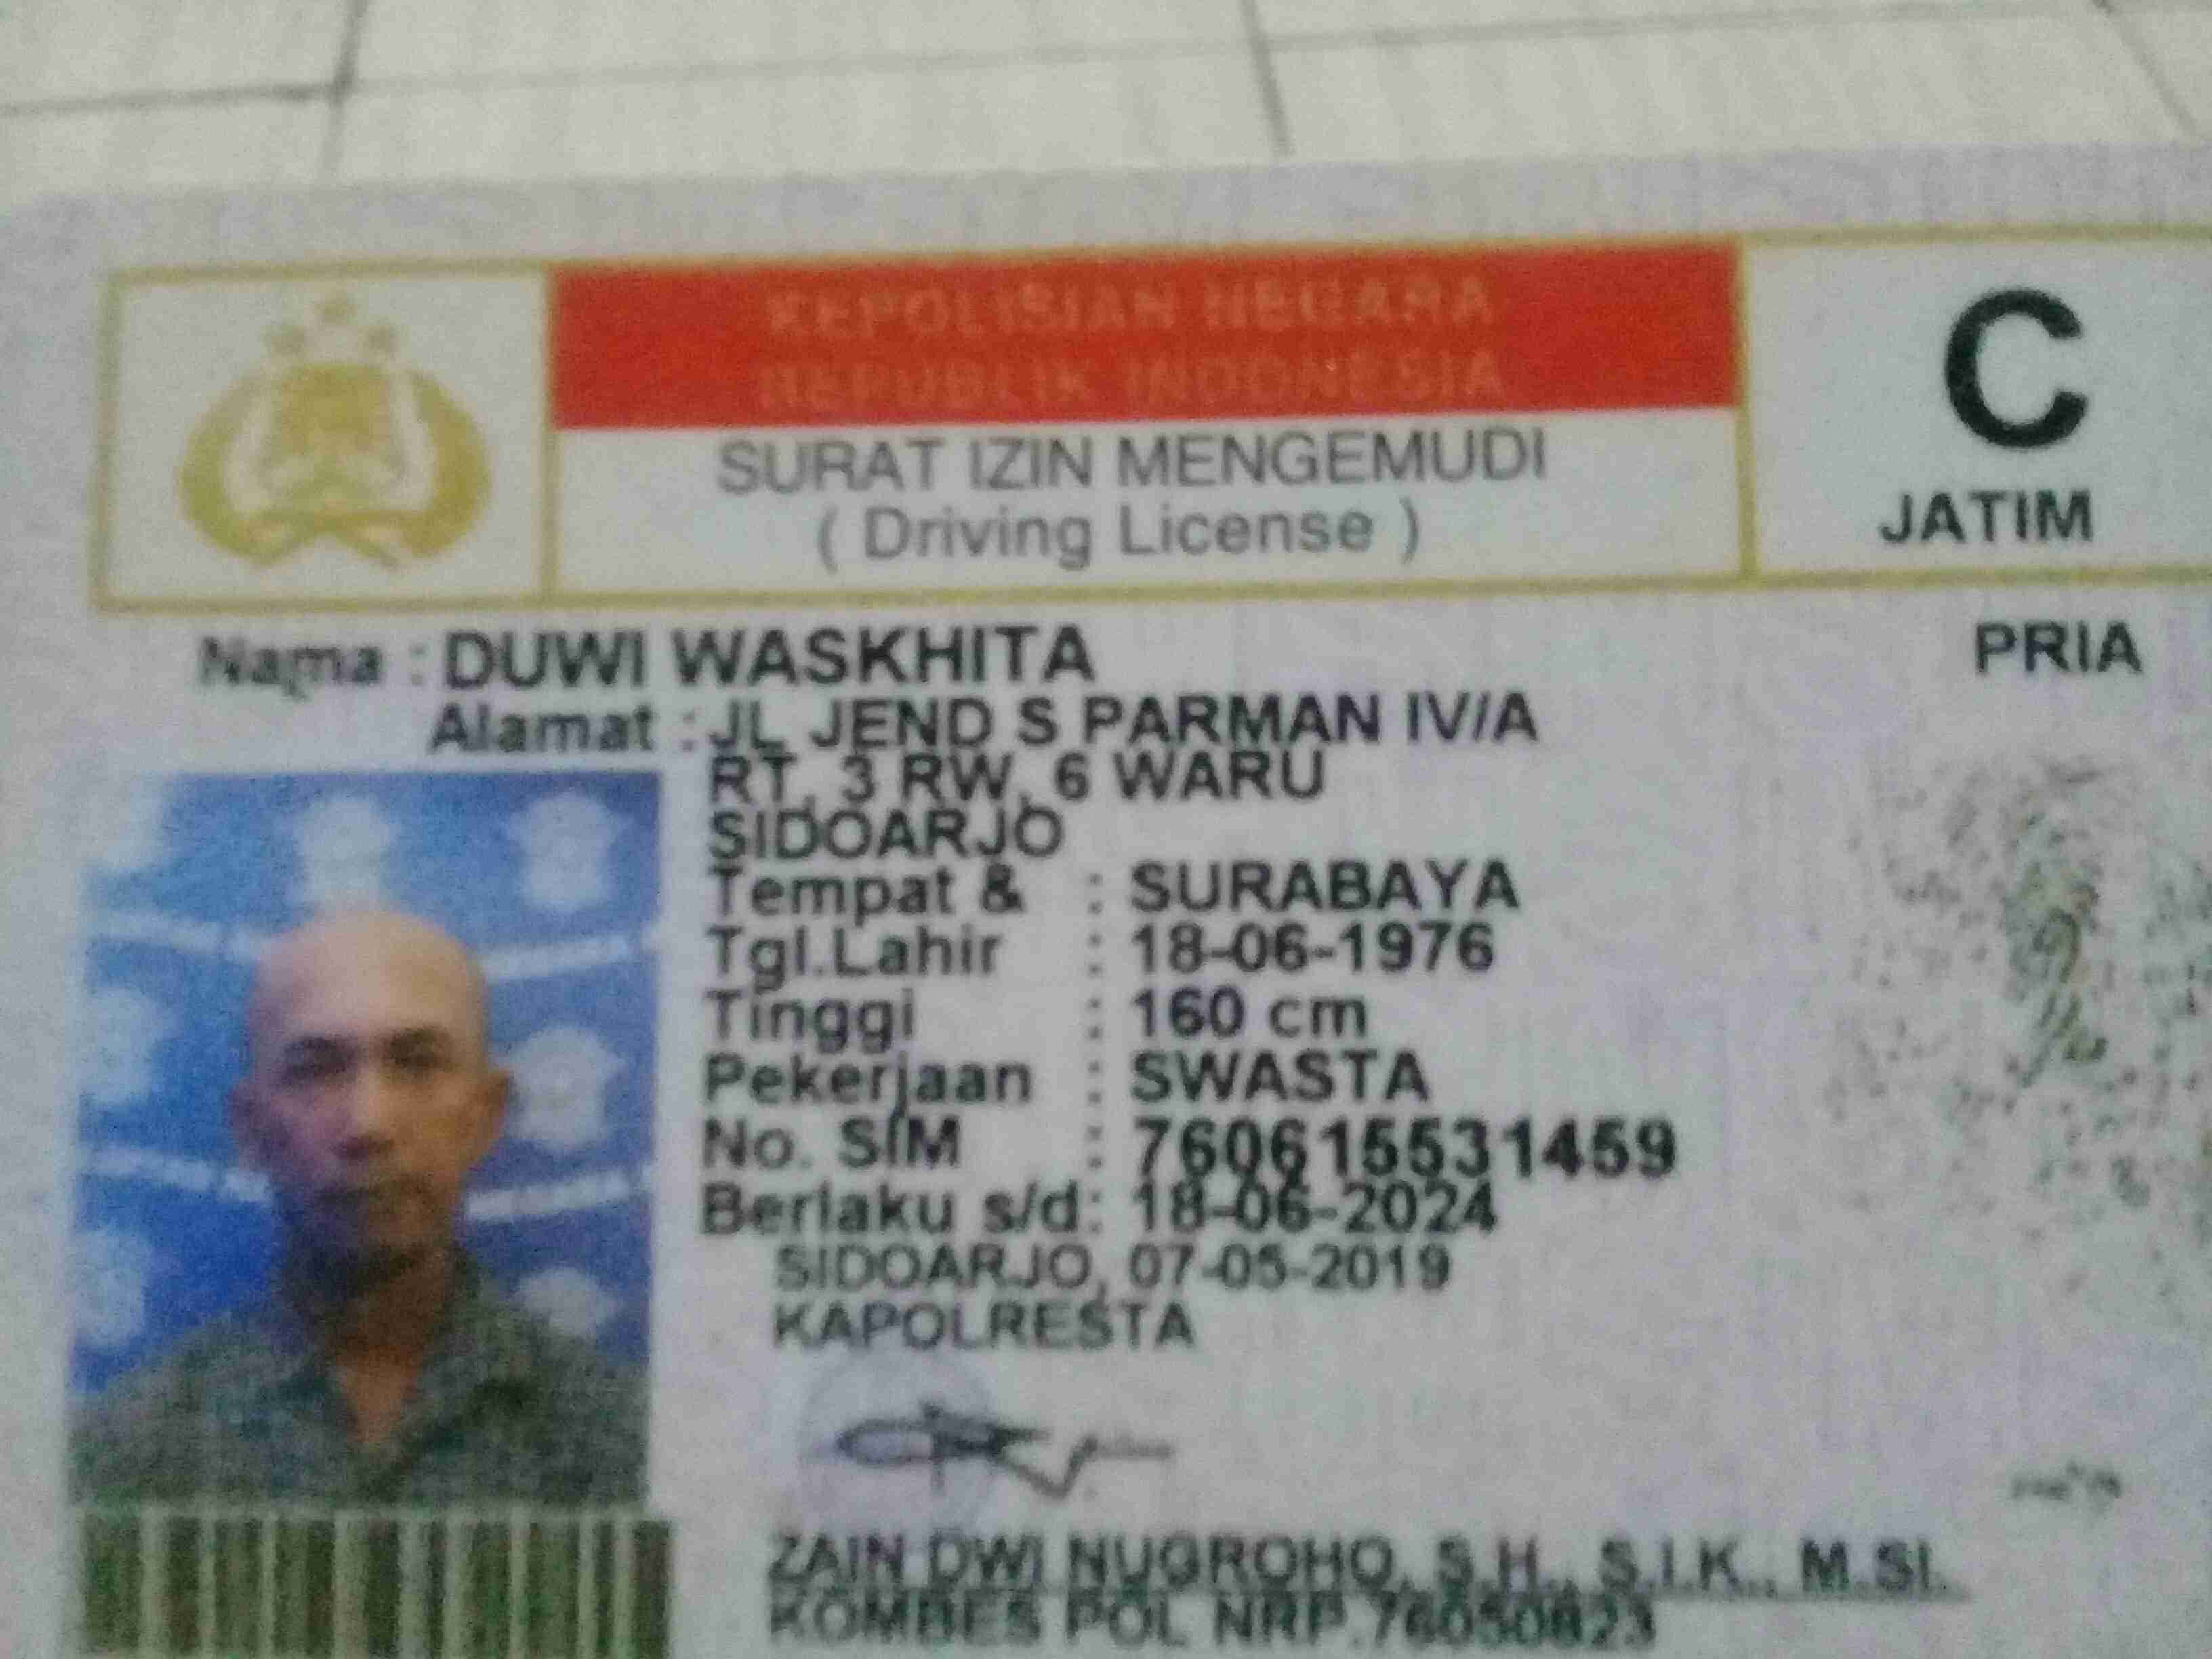 KEPOLISIAN NEGARA
REPUBLIK INDONESIA
SURAT IZIN MENGEMUDI
( Driving License )
C
JATIM
Nama : DUWI WASKHITA
PRIA
Alamat : JL JEND S PARMAN IV/A
RT. 3 RW. 6 WARU
SIDOARJO
Tempat & : SURABAYA
Tgl.Lahir : 18-06-1976
Tinggi : 160 cm
Pekerjaan : SWASTA
No. SIM : 760615531459
Berlaku s/d: 18-06-2024
SIDOARJO, 07-05-2019
KAPOLRESTA
ZAIN DWI NUGROHO, S.H., S.I.K., M.SI.
KOMBES POL NRP.76050823